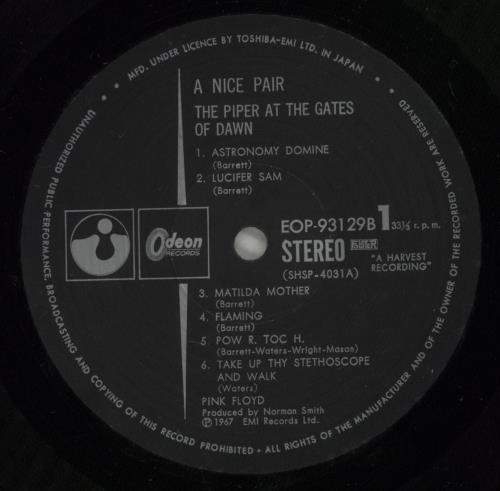 MFD. UNDER LICENCE BY TOSHIBA-EMI LTD. IN JAPAN
A NICE PAIR
THE PIPER AT THE GATES
OF DAWN
1. ASTRONOMY DOMINE
(Barrett)
2. LUCIFER SAM
(Barrett)
Odeon
RECORDS
EOP-93129B 1 33⅓ r. p. m.
STEREO
(SHSP-4031A)
"A HARVEST
RECORDING"
3. MATILDA MOTHER
(Barrett)
4. FLAMING
(Barrett)
5 POW R. TOC H.
(Barrett-Waters-Wright-Mason)
6. TAKE UP THY STETHOSCOPE
AND WALK
(Waters)
PINK FLOYD
Produced by Norman Smith
Ⓟ 1967 EMI Records Ltd.
UNAUTHORIZED PUBLIC PERFORMANCE, BROADCASTING AND COPYING OF THIS RECORD PROHIBITED • ALL RIGHTS OF THE MANUFACTURER AND OF THE OWNER OF THE RECORDED WORK ARE RESERVED